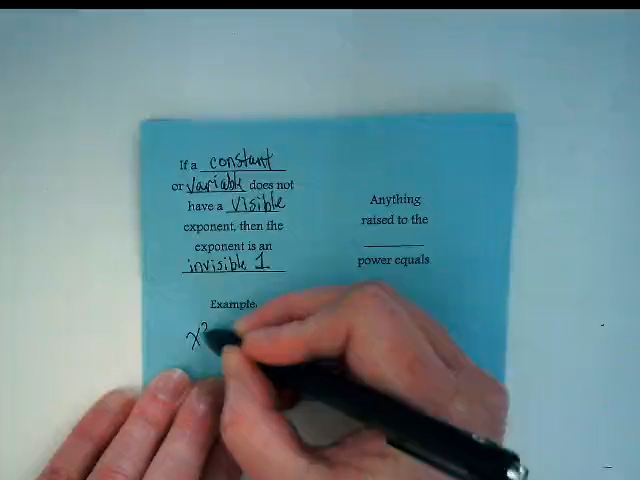 If a constant
or variable does not
have a visible
exponent, then the
exponent is an
invisible 1
Example:
Anything
raised to the
power equals